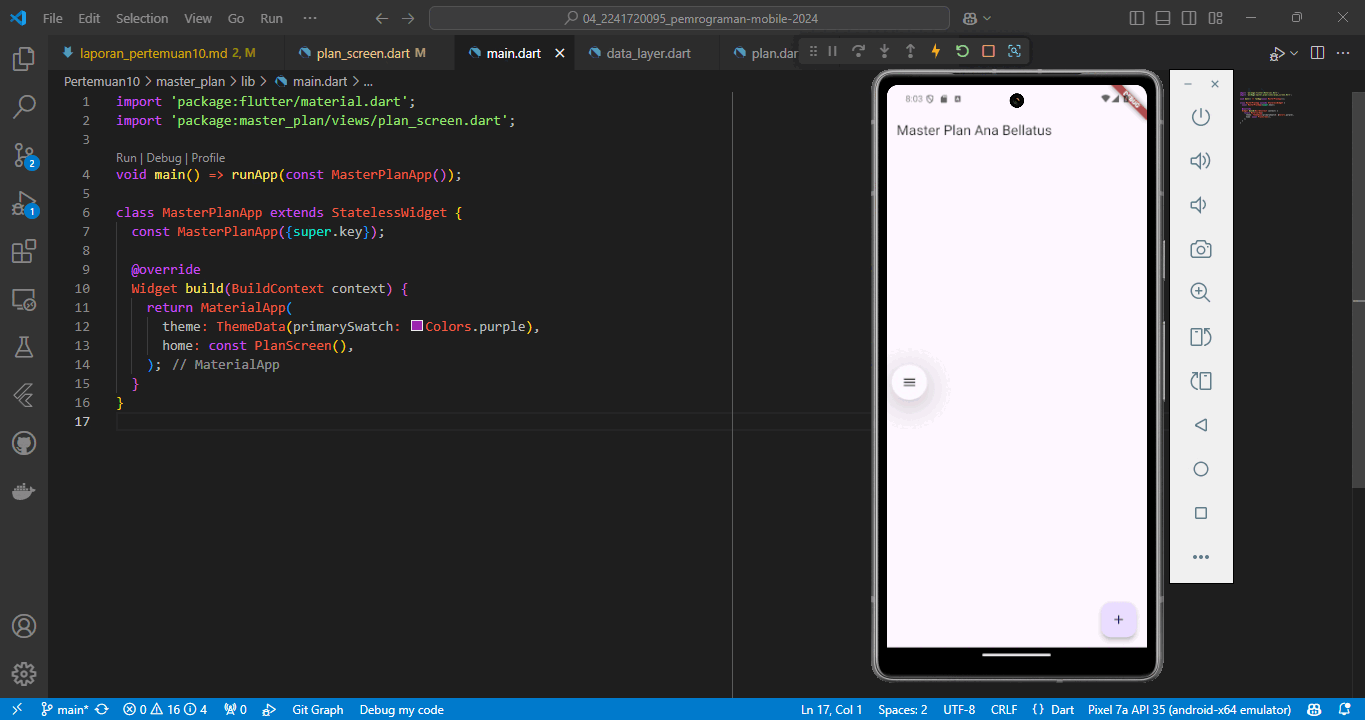 File Edit Selection View Go Run ··· 04_2241720095_pemrograman-mobile-2024
laporan_pertemuan10.md 2, M plan_screen.dart M main.dart data_layer.dart plan.dar
Pertemuan10 > master_plan > lib > main.dart > ...
1 import 'package:flutter/material.dart';
2 import 'package:master_plan/views/plan_screen.dart';
3
Run | Debug | Profile
4 void main() => runApp(const MasterPlanApp());
5
6 class MasterPlanApp extends StatelessWidget {
7 const MasterPlanApp({super.key});
8
9 @override
10 Widget build(BuildContext context) {
11 return MaterialApp(
12 theme: ThemeData(primarySwatch: Colors.purple),
13 home: const PlanScreen(),
14 ); // MaterialApp
15 }
16 }
17
2
1
8:03
Master Plan Ana Bellatus
+
main* 0 16 4 0 Git Graph Debug my code Ln 17, Col 1 Spaces: 2 UTF-8 CRLF { } Dart Pixel 7a API 35 (android-x64 emulator)